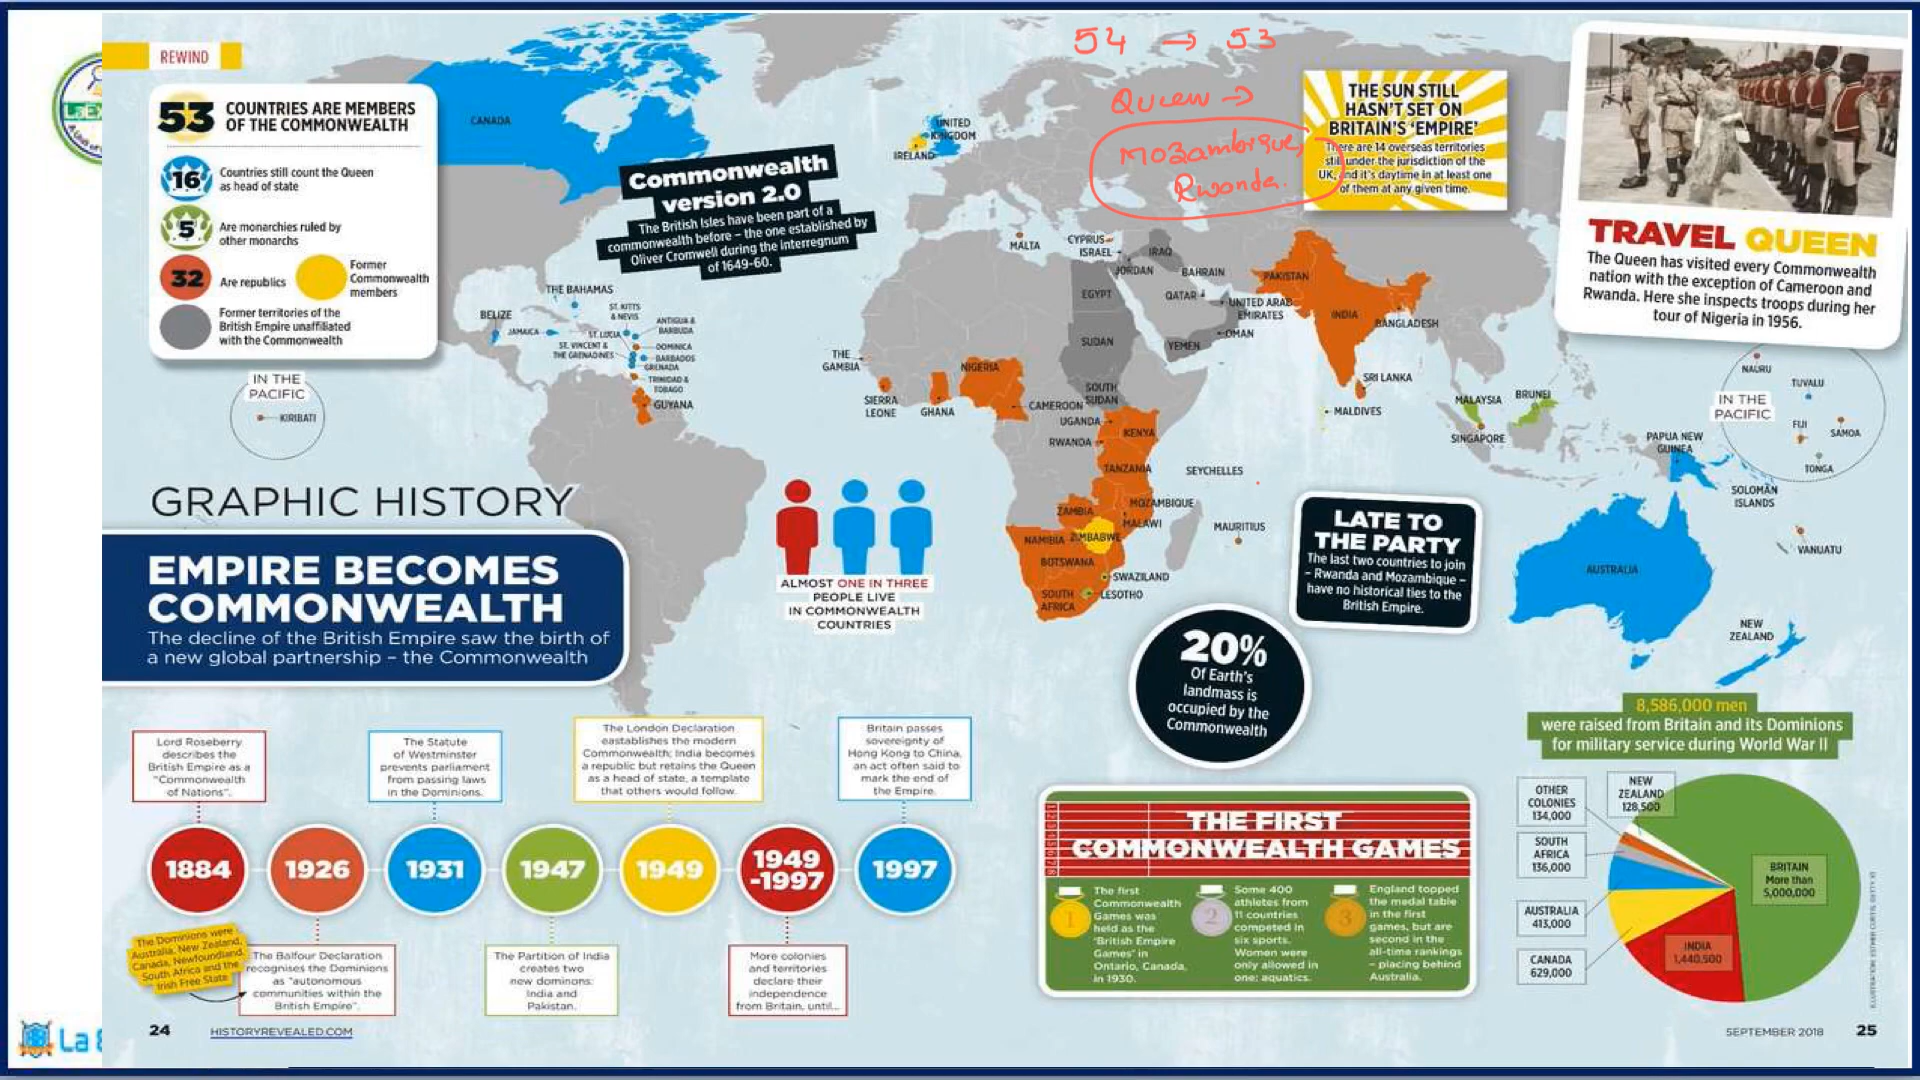 REWIND
53 COUNTRIES ARE MEMBERS
OF THE COMMONWEALTH
16 Countries still count the Queen
as head of state
5 Are monarchies ruled by
other monarchs
32 Are republics
Former
Commonwealth
members
Former territories of the
British Empire unaffiliated
with the Commonwealth
IN THE
PACIFIC
KIRIBATI
54 → 53
Queen →
Mozambique,
Rwanda.
CANADA
UNITED
KINGDOM
IRELAND
Commonwealth
version 2.0
The British Isles have been part of a
commonwealth before – the one established by
Oliver Cromwell during the interregnum
of 1649-60.
THE SUN STILL
HASN'T SET ON
BRITAIN'S 'EMPIRE'
There are 14 overseas territories
still under the jurisdiction of the
UK, and it's daytime in at least one
of them at any given time.
TRAVEL QUEEN
The Queen has visited every Commonwealth
nation with the exception of Cameroon and
Rwanda. Here she inspects troops during her
tour of Nigeria in 1956.
THE BAHAMAS
BELIZE
JAMAICA
ST. KITTS
& NEVIS
ANTIGUA &
BARBUDA
ST. LUCIA
DOMINICA
ST. VINCENT &
THE GRENADINES
BARBADOS
GRENADA
TRINIDAD &
TOBAGO
GUYANA
MALTA
CYPRUS
ISRAEL
IRAQ
JORDAN
BAHRAIN
QATAR
UNITED ARAB
EMIRATES
OMAN
YEMEN
EGYPT
SUDAN
SOUTH
SUDAN
THE
GAMBIA
SIERRA
LEONE
GHANA
NIGERIA
CAMEROON
UGANDA
KENYA
RWANDA
TANZANIA
SEYCHELLES
MOZAMBIQUE
ZAMBIA
MALAWI
MAURITIUS
NAMIBIA
ZIMBABWE
BOTSWANA
SWAZILAND
SOUTH
AFRICA
LESOTHO
PAKISTAN
INDIA
BANGLADESH
SRI LANKA
MALDIVES
MALAYSIA
BRUNEI
SINGAPORE
PAPUA NEW
GUINEA
IN THE
PACIFIC
NAURU
TUVALU
FIJI
SAMOA
TONGA
SOLOMAN
ISLANDS
VANUATU
AUSTRALIA
NEW
ZEALAND
GRAPHIC HISTORY
EMPIRE BECOMES
COMMONWEALTH
The decline of the British Empire saw the birth of
a new global partnership – the Commonwealth
ALMOST ONE IN THREE
PEOPLE LIVE
IN COMMONWEALTH
COUNTRIES
LATE TO
THE PARTY
The last two countries to join
– Rwanda and Mozambique –
have no historical ties to the
British Empire.
20%
Of Earth's
landmass is
occupied by the
Commonwealth
Lord Roseberry
describes the
British Empire as a
"Commonwealth
of Nations".
The Statute
of Westminster
prevents parliament
from passing laws
in the Dominions.
The London Declaration
eastablishes the modern
Commonwealth; India becomes
a republic but retains the Queen
as a head of state, a template
that others would follow.
Britain passes
sovereignty of
Hong Kong to China,
an act often said to
mark the end of
the Empire.
1884
1926
1931
1947
1949
1949
-1997
1997
The Dominions were
Australia, New Zealand,
Canada, Newfoundland,
South Africa and the
Irish Free State
The Balfour Declaration
recognises the Dominions
as "autonomous
communities within the
British Empire".
The Partition of India
creates two
new dominons:
India and
Pakistan.
More colonies
and territories
declare their
independence
from Britain, until...
THE FIRST
COMMONWEALTH GAMES
1
The first
Commonwealth
Games was
held as the
'British Empire
Games' in
Ontario, Canada,
in 1930.
2
Some 400
athletes from
11 countries
competed in
six sports.
Women were
only allowed in
one: aquatics.
3
England topped
the medal table
in the first
games, but are
second in the
all-time rankings
– placing behind
Australia.
8,586,000 men
were raised from Britain and its Dominions
for military service during World War II
OTHER
COLONIES
134,000
NEW
ZEALAND
128,500
SOUTH
AFRICA
136,000
AUSTRALIA
413,000
CANADA
629,000
INDIA
1,440,500
BRITAIN
More than
5,000,000
24
HISTORYREVEALED.COM
SEPTEMBER 2018
25
La